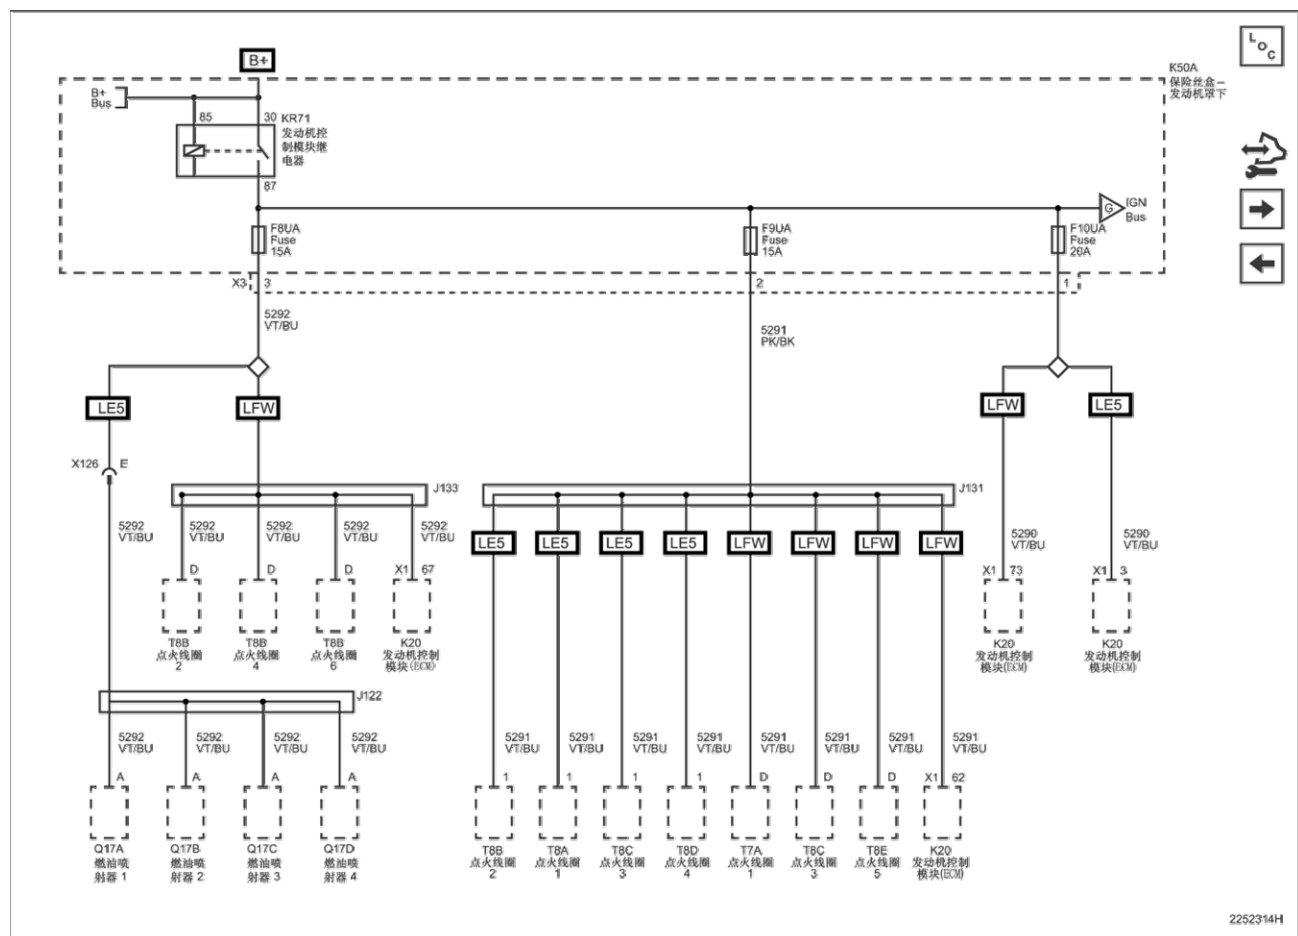 B+
L
O
C
K50A
保险丝盒-
发动机罩下
B+
Bus
85
30 KR71
发动机控
制模块继
电器
87
G
IGN
Bus
F8UA
Fuse
15A
F9UA
Fuse
15A
F10UA
Fuse
20A
X3
3
2
1
5292
VT/BU
5291
PK/BK
LE5
LFW
LFW
LE5
X126
E
J133
J131
5292
VT/BU
5292
VT/BU
5292
VT/BU
5292
VT/BU
5292
VT/BU
LE5
LE5
LE5
LE5
LFW
LFW
LFW
LFW
5290
VT/BU
5290
VT/BU
D
D
D
X1 67
X1 73
X1 3
T8B
点火线圈
2
T8B
点火线圈
4
T8B
点火线圈
6
K20
发动机控制
模块(ECM)
K20
发动机控制
模块(ECM)
K20
发动机控制
模块(ECM)
J122
5292
VT/BU
5292
VT/BU
5292
VT/BU
5292
VT/BU
5291
VT/BU
5291
VT/BU
5291
VT/BU
5291
VT/BU
5291
VT/BU
5291
VT/BU
5291
VT/BU
5291
VT/BU
A
A
A
A
1
1
1
1
D
D
D
X1 62
Q17A
燃油喷
射器 1
Q17B
燃油喷
射器 2
Q17C
燃油喷
射器 3
Q17D
燃油喷
射器 4
T8B
点火线圈
2
T8A
点火线圈
1
T8C
点火线圈
3
T8D
点火线圈
4
T7A
点火线圈
1
T8C
点火线圈
3
T8E
点火线圈
5
K20
发动机控制
模块(ECM)
2252314H